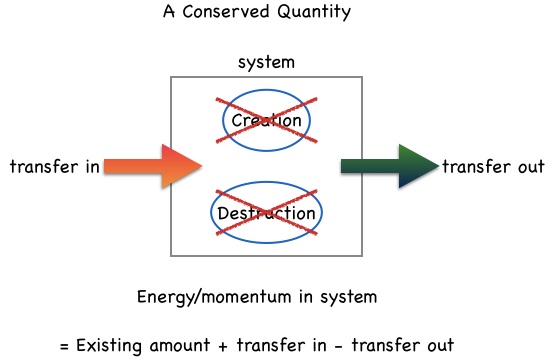 A Conserved Quantity
system
Creation
transfer in
transfer out
Destruction
Energy/momentum in system
= Existing amount + transfer in - transfer out